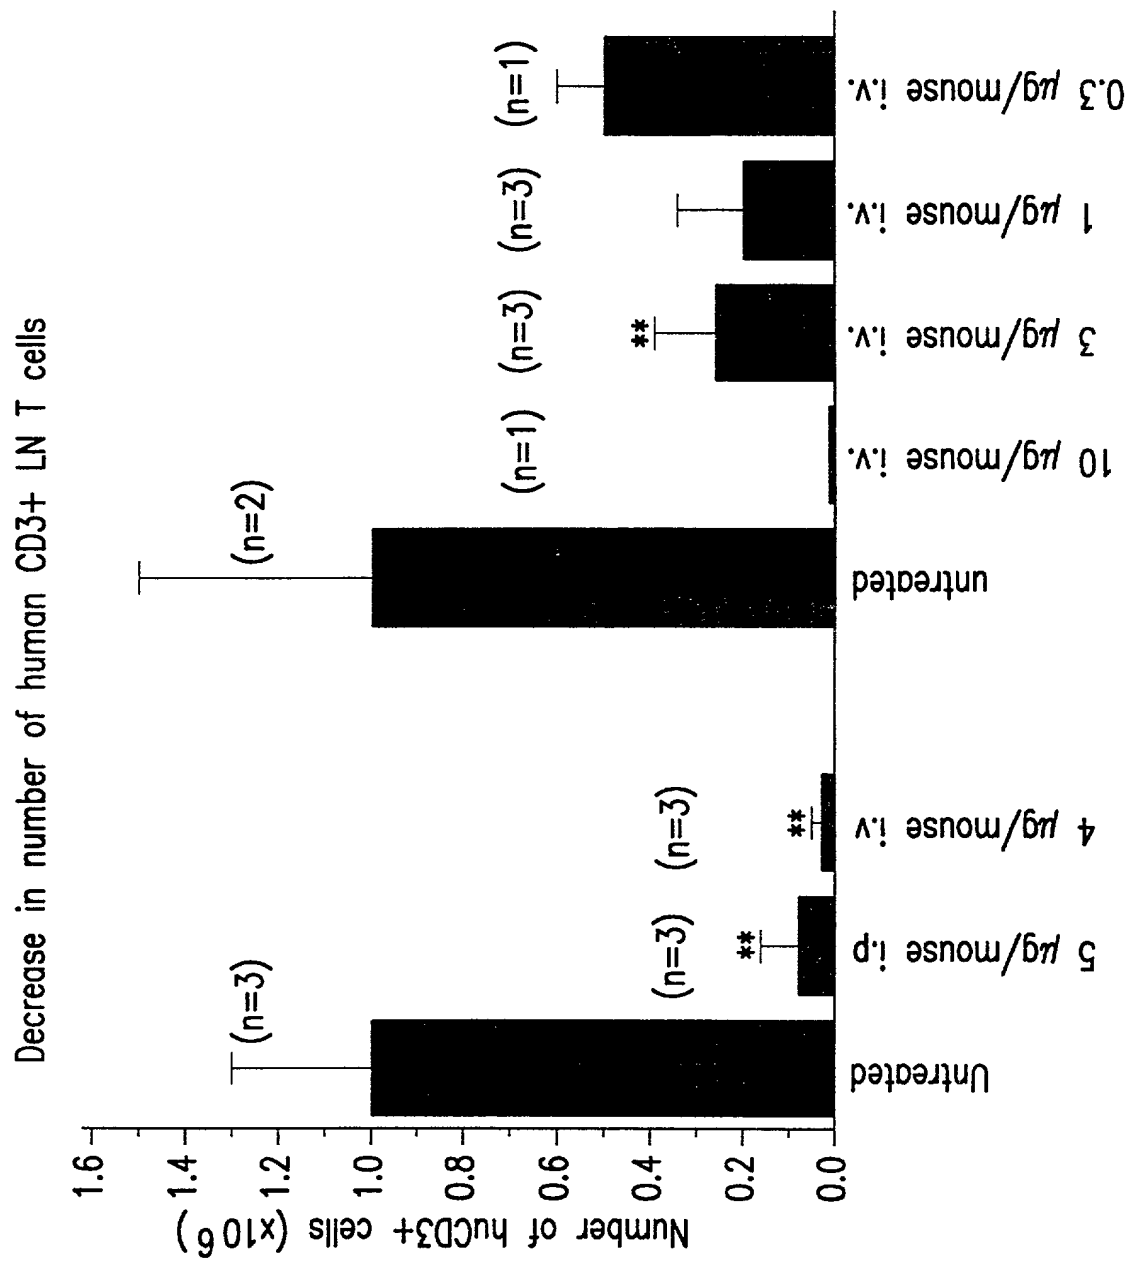 Decrease in number of human CD3+ LN T cells
Number of huCD3+ cells (x10⁶)
1.6
1.4
1.2
1.0
0.8
0.6
0.4
0.2
0.0
(n=3)
(n=3)
**
(n=3)
**
(n=2)
(n=1)
(n=3)
**
(n=3)
(n=1)
Untreated
5 µg/mouse i.p
4 µg/mouse i.v
untreated
10 µg/mouse i.v.
3 µg/mouse i.v.
1 µg/mouse i.v.
0.3 µg/mouse i.v.